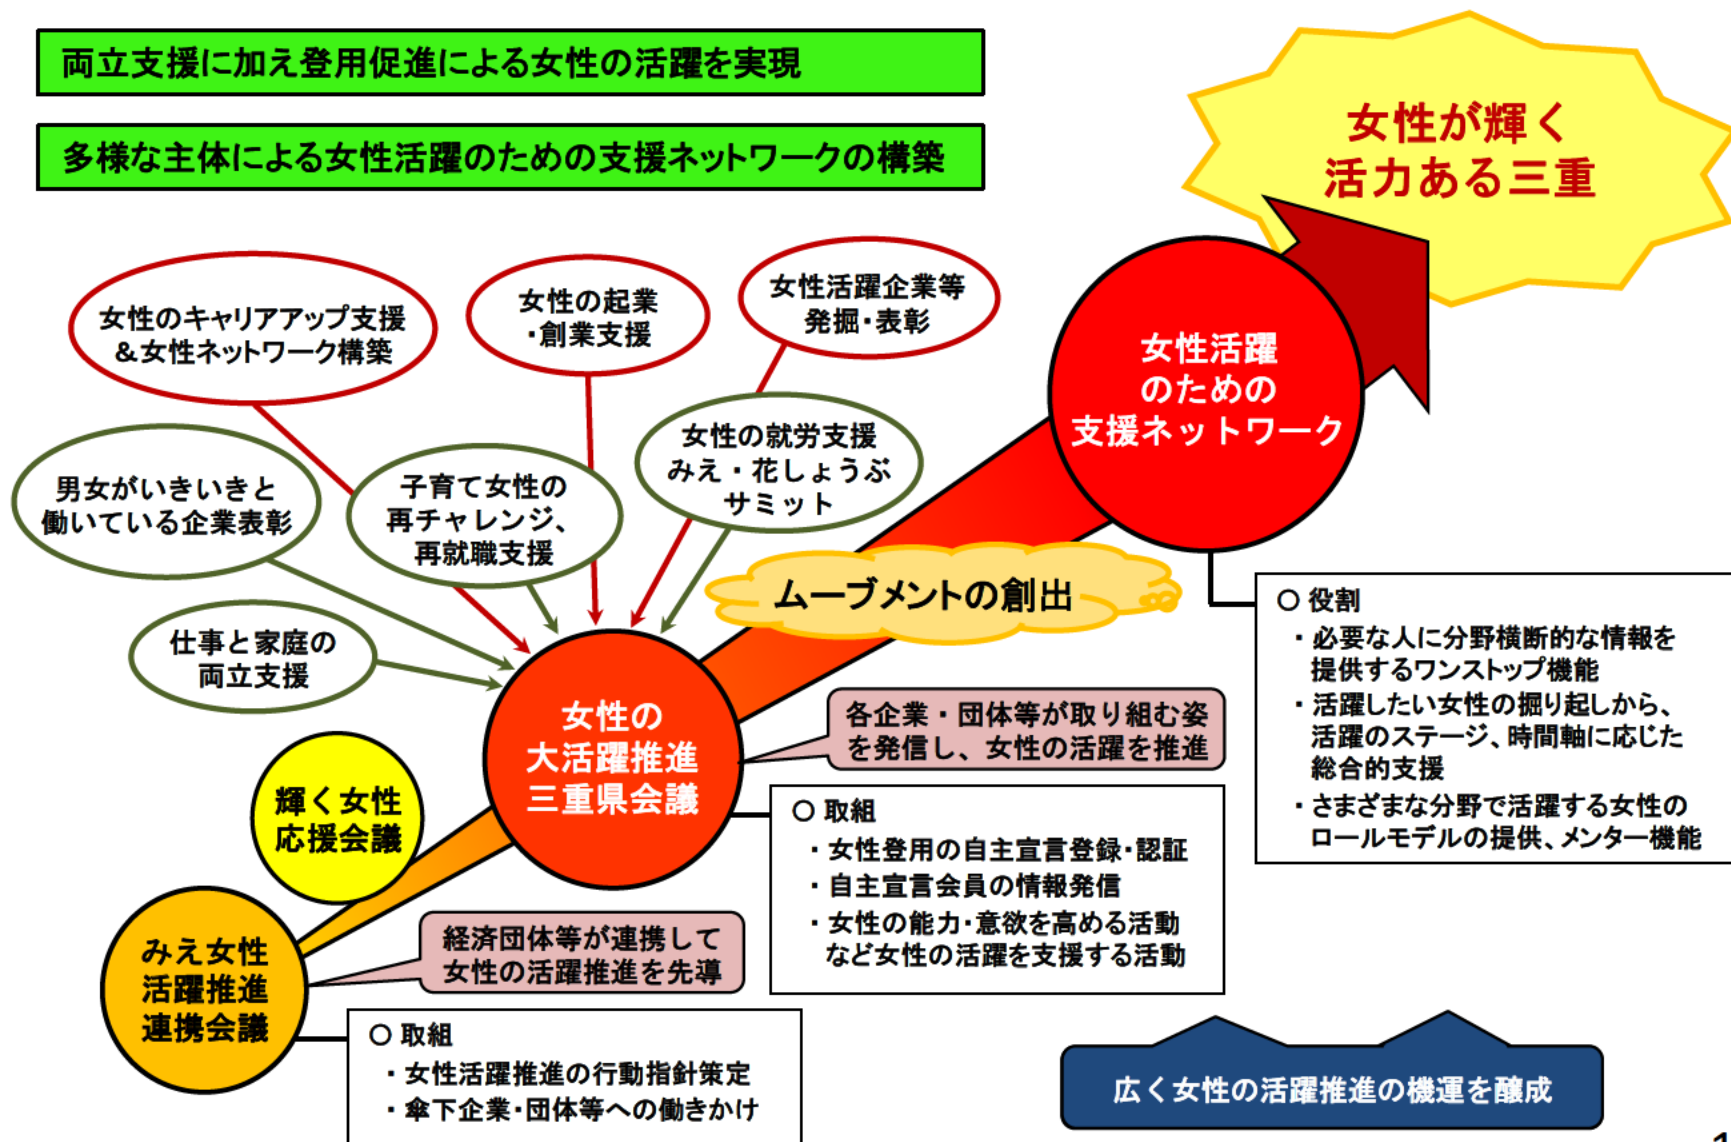 両立支援に加え登用促進による女性の活躍を実現
多様な主体による女性活躍のための支援ネットワークの構築
女性が輝く
活力ある三重
女性のキャリアアップ支援
＆女性ネットワーク構築
女性の起業
・創業支援
女性活躍企業等
発掘・表彰
女性活躍
のための
支援ネットワーク
男女がいきいきと
働いている企業表彰
子育て女性の
再チャレンジ、
再就職支援
女性の就労支援
みえ・花しょうぶ
サミット
仕事と家庭の
両立支援
ムーブメントの創出
○ 役割
・必要な人に分野横断的な情報を
提供するワンストップ機能
・活躍したい女性の掘り起しから、
活躍のステージ、時間軸に応じた
総合的支援
・さまざまな分野で活躍する女性の
ロールモデルの提供、メンター機能
女性の
大活躍推進
三重県会議
各企業・団体等が取り組む姿
を発信し、女性の活躍を推進
○ 取組
・女性登用の自主宣言登録・認証
・自主宣言会員の情報発信
・女性の能力・意欲を高める活動
など女性の活躍を支援する活動
輝く女性
応援会議
みえ女性
活躍推進
連携会議
経済団体等が連携して
女性の活躍推進を先導
○ 取組
・女性活躍推進の行動指針策定
・傘下企業・団体等への働きかけ
広く女性の活躍推進の機運を醸成
1